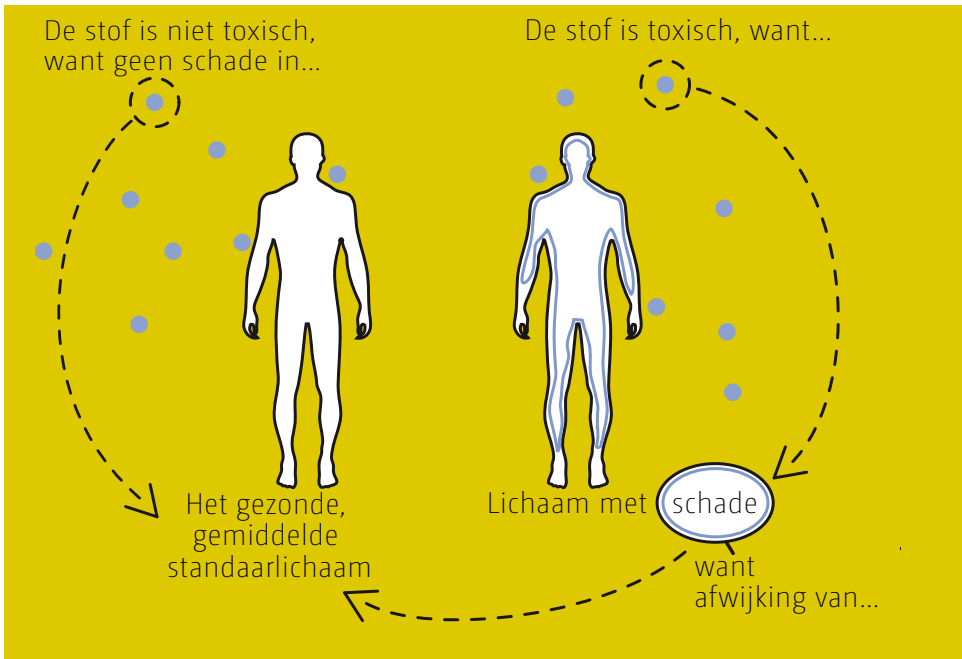 De stof is niet toxisch,
want geen schade in...
De stof is toxisch, want...
Het gezonde,
gemiddelde
standaarlichaam
Lichaam met schade
want
afwijking van...